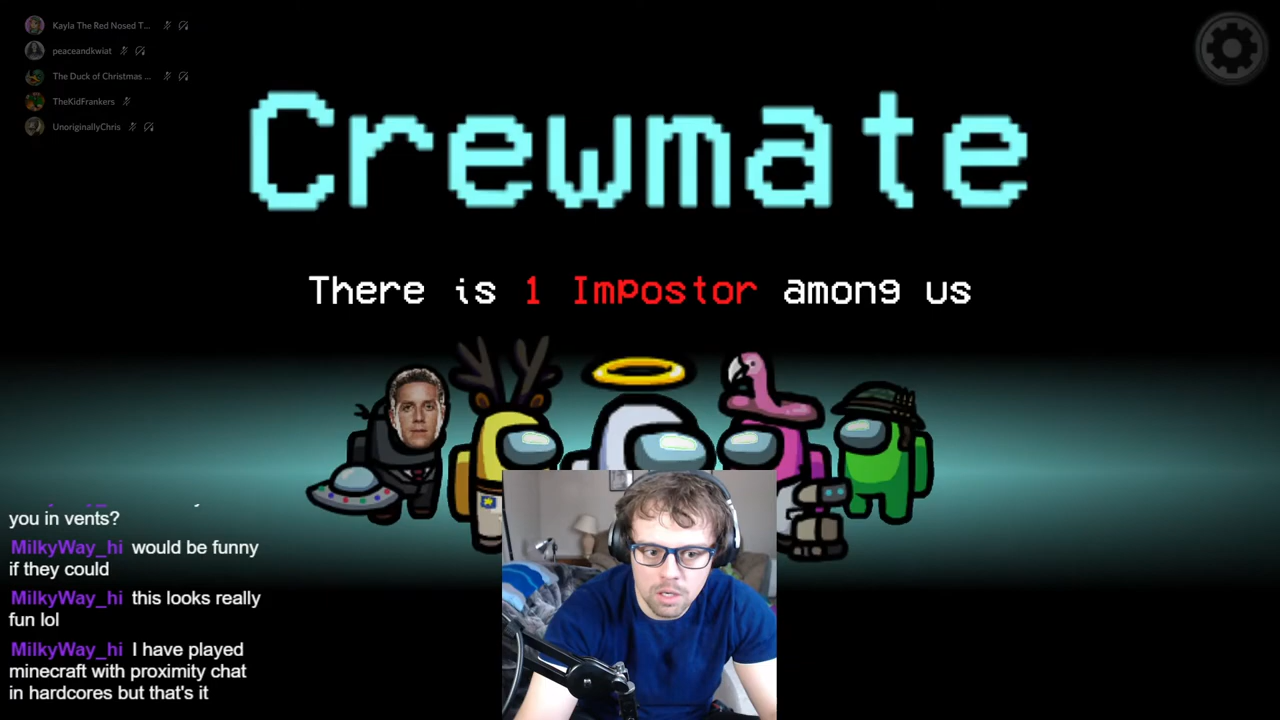 Kayla The Red Nosed T...
peaceandkwiat
The Duck of Christmas ...
TheKidFrankers
UnoriginallyChris
Crewmate
There is 1 Impostor among us
you in vents?
MilkyWay_hi would be funny
if they could
MilkyWay_hi this looks really
fun lol
MilkyWay_hi I have played
minecraft with proximity chat
in hardcores but that's it